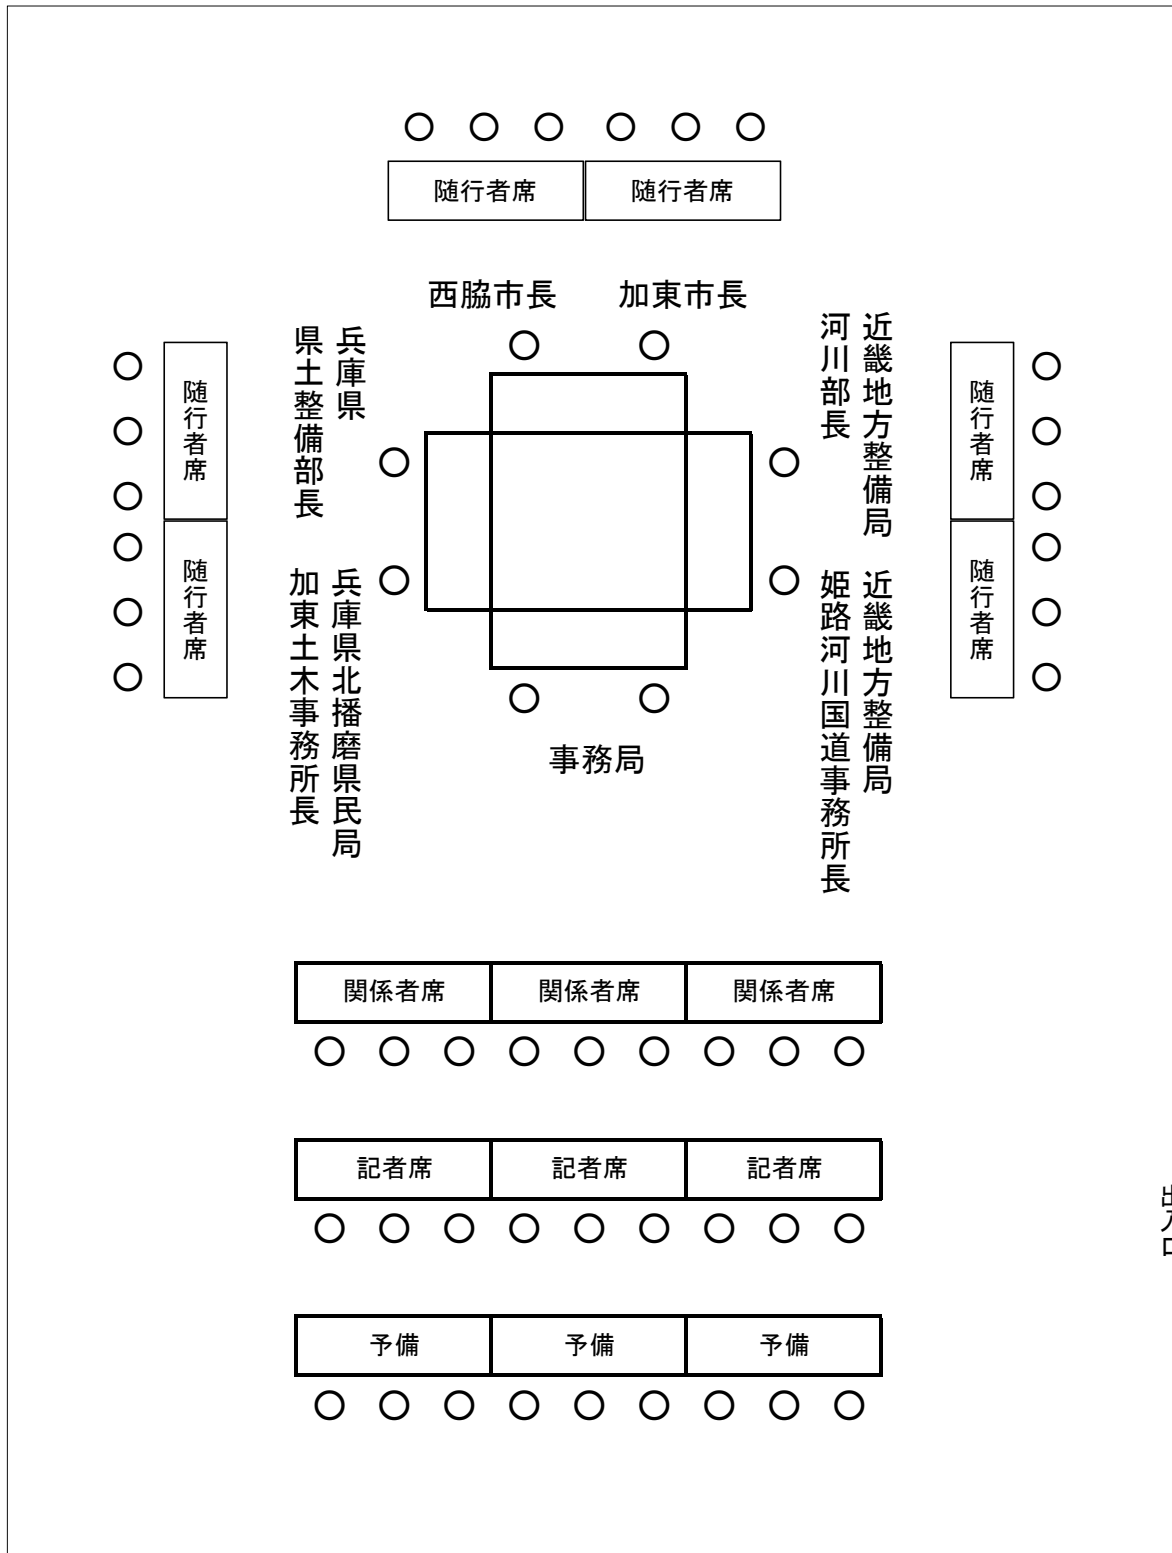 随行者席 随行者席
西脇市長 加東市長
兵庫県
県土整備部長
近畿地方整備局
河川部長
随行者席
随行者席
随行者席
随行者席
兵庫県北播磨県民局
加東土木事務所長
近畿地方整備局
姫路河川国道事務所長
事務局
関係者席 関係者席 関係者席
記者席 記者席 記者席
出入口
予備 予備 予備